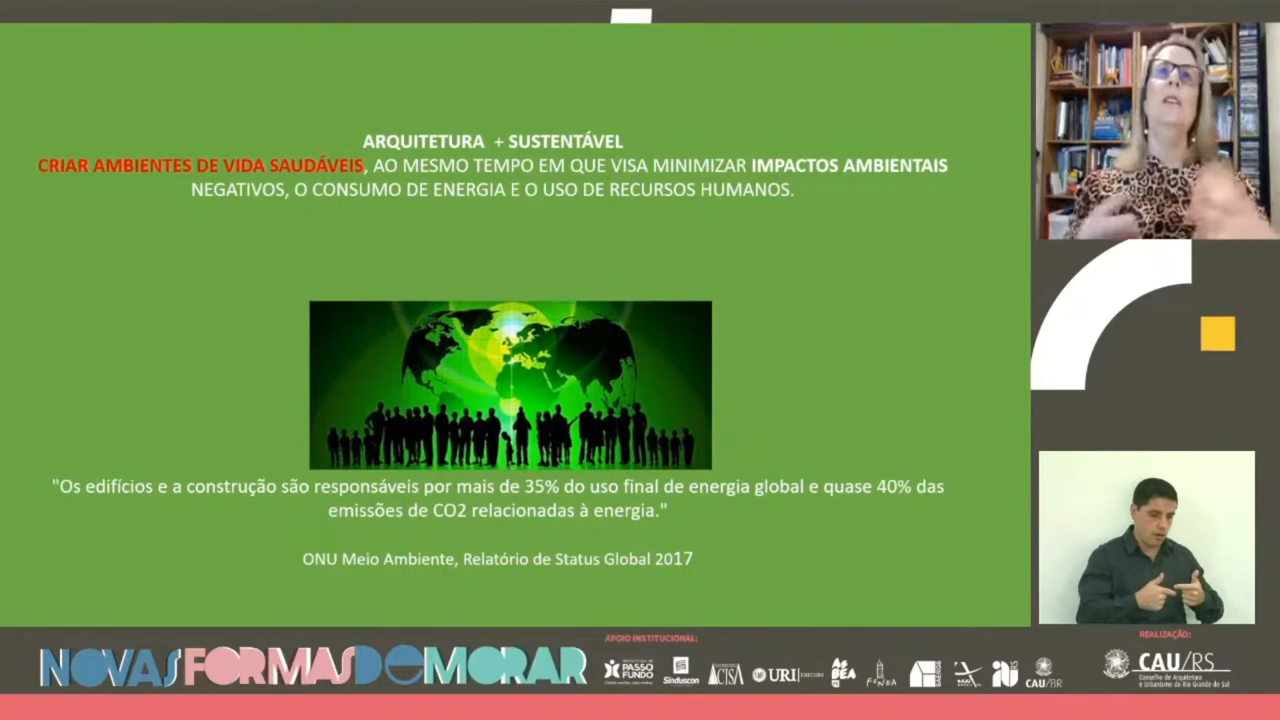 ARQUITETURA + SUSTENTÁVEL
CRIAR AMBIENTES DE VIDA SAUDÁVEIS, AO MESMO TEMPO EM QUE VISA MINIMIZAR IMPACTOS AMBIENTAIS
NEGATIVOS, O CONSUMO DE ENERGIA E O USO DE RECURSOS HUMANOS.
"Os edifícios e a construção são responsáveis por mais de 35% do uso final de energia global e quase 40% das
emissões de CO2 relacionadas à energia."
ONU Meio Ambiente, Relatório de Status Global 2017
NOVAS FORMAS DO MORAR
APOIO INSTITUCIONAL:
PASSO
FUNDO
Sinduscon
ACISA
URI
FENEA
CAU/BR
REALIZAÇÃO:
CAU/RS
Conselho de Arquitetura
e Urbanismo do Rio Grande do Sul